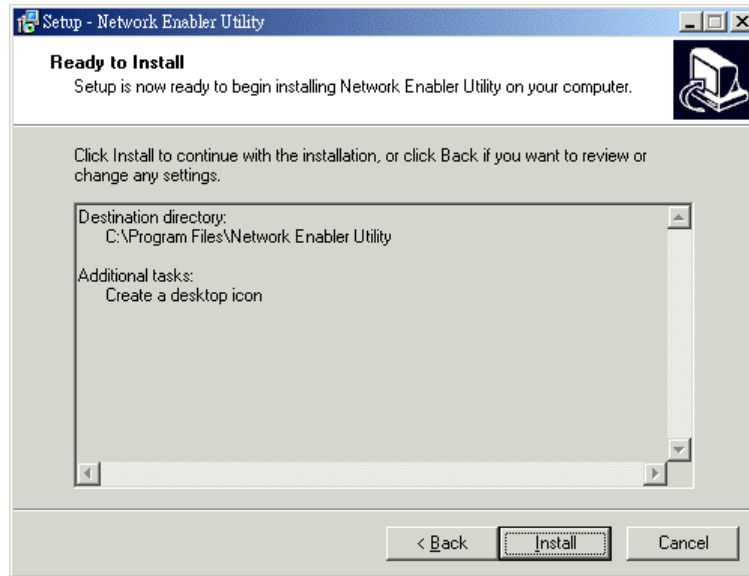 Setup - Network Enabler Utility
Ready to Install
Setup is now ready to begin installing Network Enabler Utility on your computer.
Click Install to continue with the installation, or click Back if you want to review or
change any settings.
Destination directory:
C:\Program Files\Network Enabler Utility
Additional tasks:
Create a desktop icon
< Back
Install
Cancel